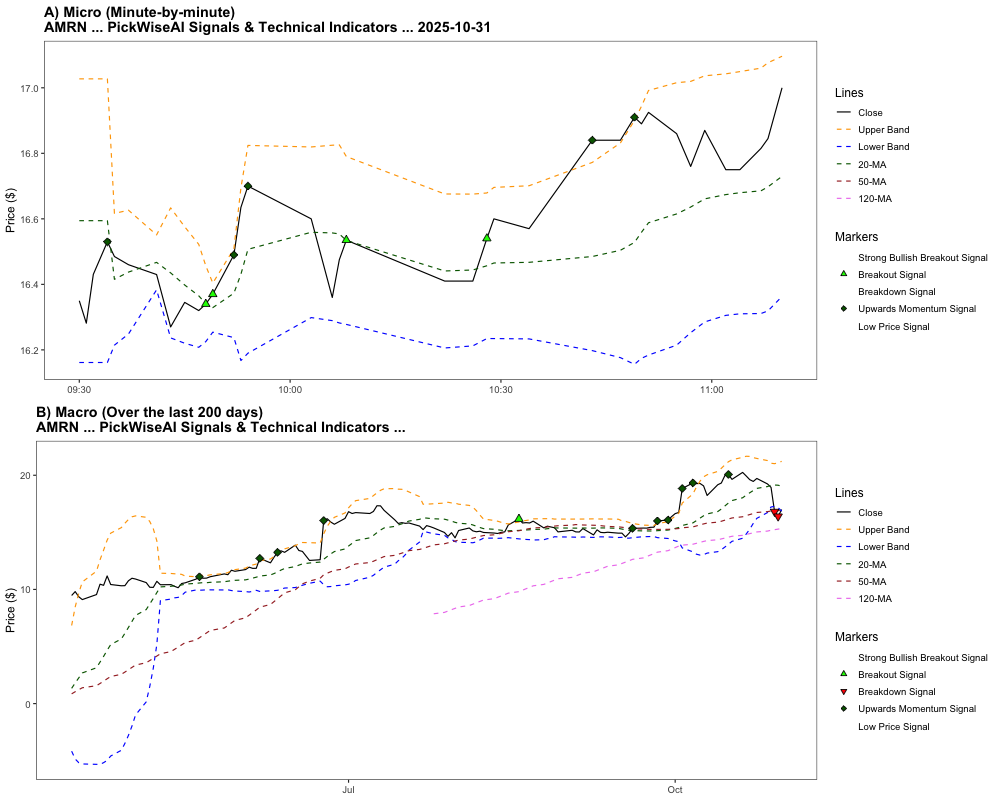 A) Micro (Minute-by-minute)
AMRN ... PickWiseAI Signals & Technical Indicators ... 2025-10-31
Price ($)
17.0
16.8
16.6
16.4
16.2
09:30
10:00
10:30
11:00
Lines
Close
Upper Band
Lower Band
20-MA
50-MA
120-MA
Markers
Strong Bullish Breakout Signal
Breakout Signal
Breakdown Signal
Upwards Momentum Signal
Low Price Signal
B) Macro (Over the last 200 days)
AMRN ... PickWiseAI Signals & Technical Indicators ...
Price ($)
20
10
0
Jul
Oct
Lines
Close
Upper Band
Lower Band
20-MA
50-MA
120-MA
Markers
Strong Bullish Breakout Signal
Breakout Signal
Breakdown Signal
Upwards Momentum Signal
Low Price Signal